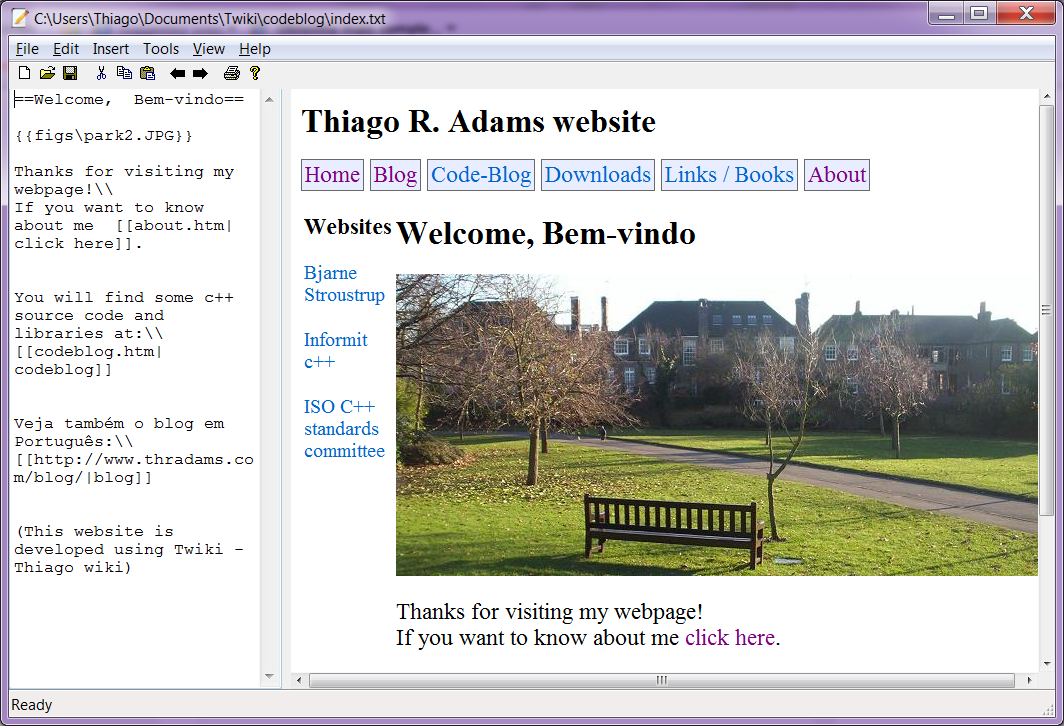 C:\Users\Thiago\Documents\Twiki\codeblog\index.txt
File Edit Insert Tools View Help
==Welcome,  Bem-vindo==
{{figs\park2.JPG}}
Thanks for visiting my
webpage!\\
If you want to know
about me  [[about.htm|
click here]].
You will find some c++
source code and
libraries at:\\
[[codeblog.htm|
codeblog]]
Veja também o blog em
Português:\\
[[http://www.thradams.co
m/blog/|blog]]
(This website is
developed using Twiki -
Thiago wiki)
Thiago R. Adams website
Home Blog Code-Blog Downloads Links / Books About
Websites
Bjarne
Stroustrup
Informit
c++
ISO C++
standards
committee
Welcome, Bem-vindo
Thanks for visiting my webpage!
If you want to know about me click here.
Ready